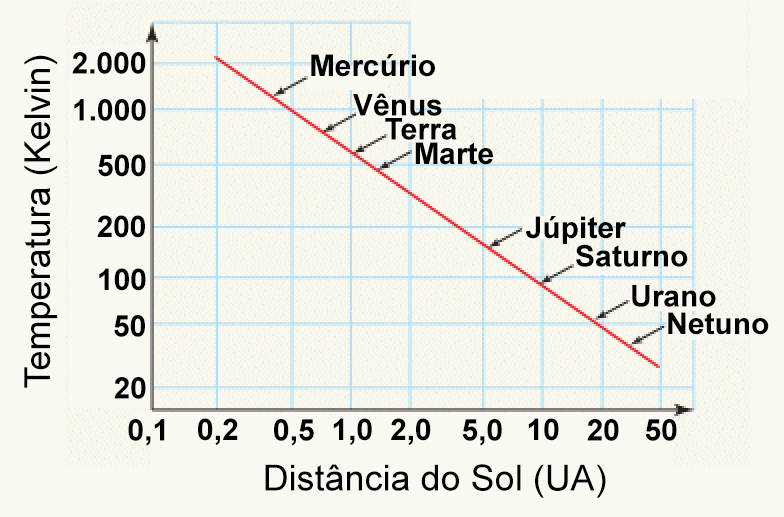 Temperatura (Kelvin)
2.000
1.000
500
200
100
50
20
Mercúrio
Vênus
Terra
Marte
Júpiter
Saturno
Urano
Netuno
0,1 0,2 0,5 1,0 2,0 5,0 10 20 50
Distância do Sol (UA)